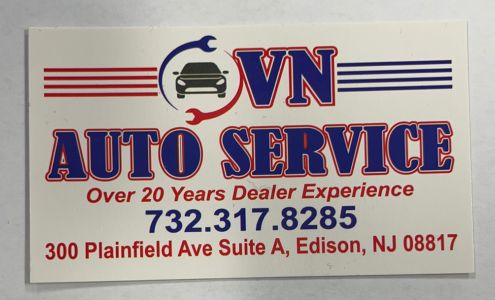 VN
AUTO SERVICE
Over 20 Years Dealer Experience
732.317.8285
300 Plainfield Ave Suite A, Edison, NJ 08817